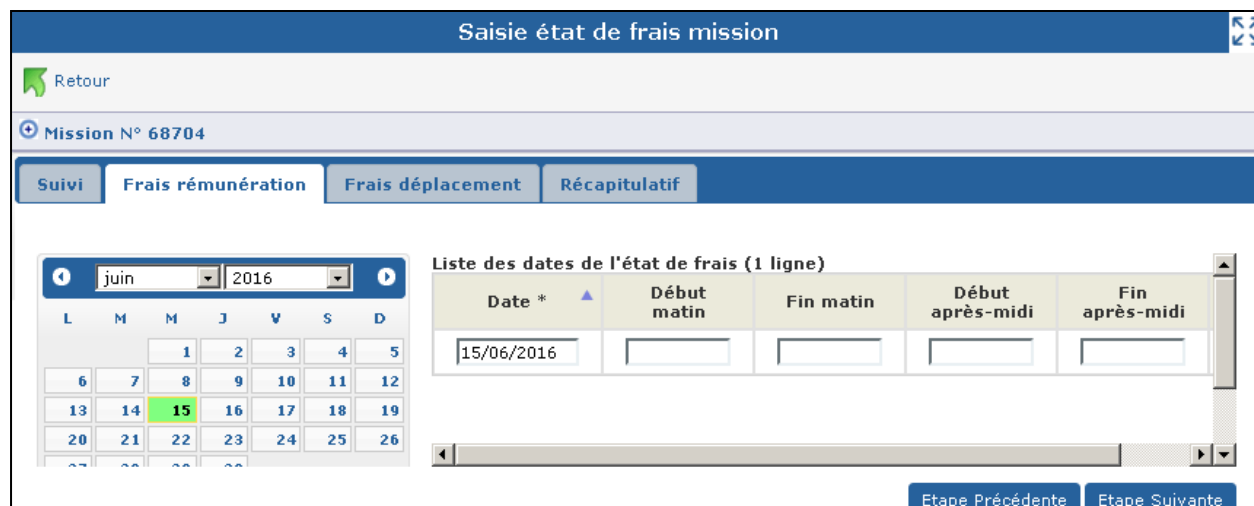 Saisie état de frais mission
Retour
Mission N° 68704
Suivi
Frais rémunération
Frais déplacement
Récapitulatif
juin
2016
L M M J V S D
1 2 3 4 5
6 7 8 9 10 11 12
13 14 15 16 17 18 19
20 21 22 23 24 25 26
Liste des dates de l'état de frais (1 ligne)
Date *
Début matin
Fin matin
Début après-midi
Fin après-midi
15/06/2016
Etape Précédente
Etape Suivante